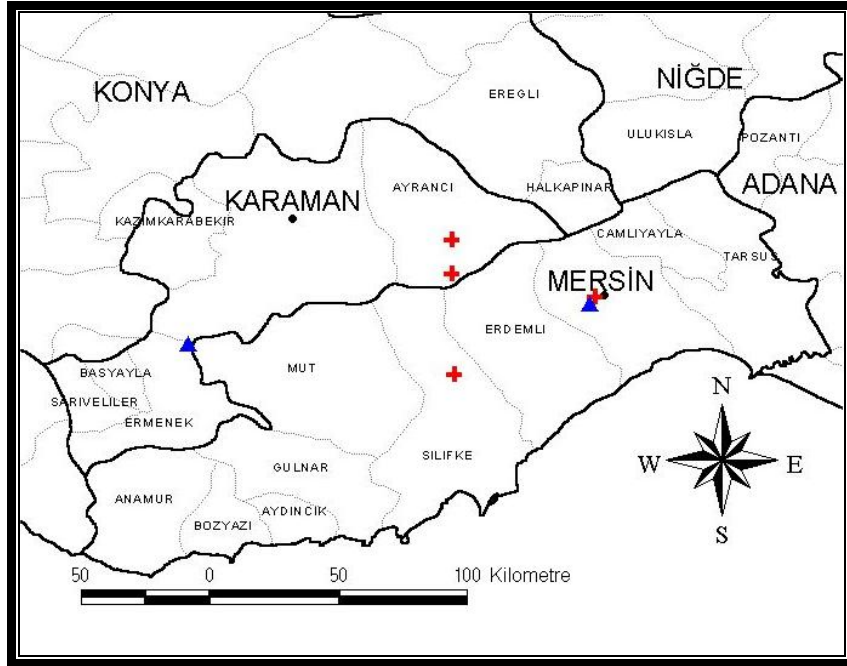 KONYA
NİĞDE
EREGLI
ULUKISLA
POZANTI
ADANA
AYRANCI
HALKAPINAR
KARAMAN
KAZIMKARABEKIR
CAMLIYAYLA
TARSUS
MERSİN
ERDEMLI
MUT
BASYAYLA
SARIVELILER
ERMENEK
SILIFKE
GULNAR
ANAMUR
AYDINCIK
BOZYAZI
N
W E
S
50 0 50 100 Kilometre